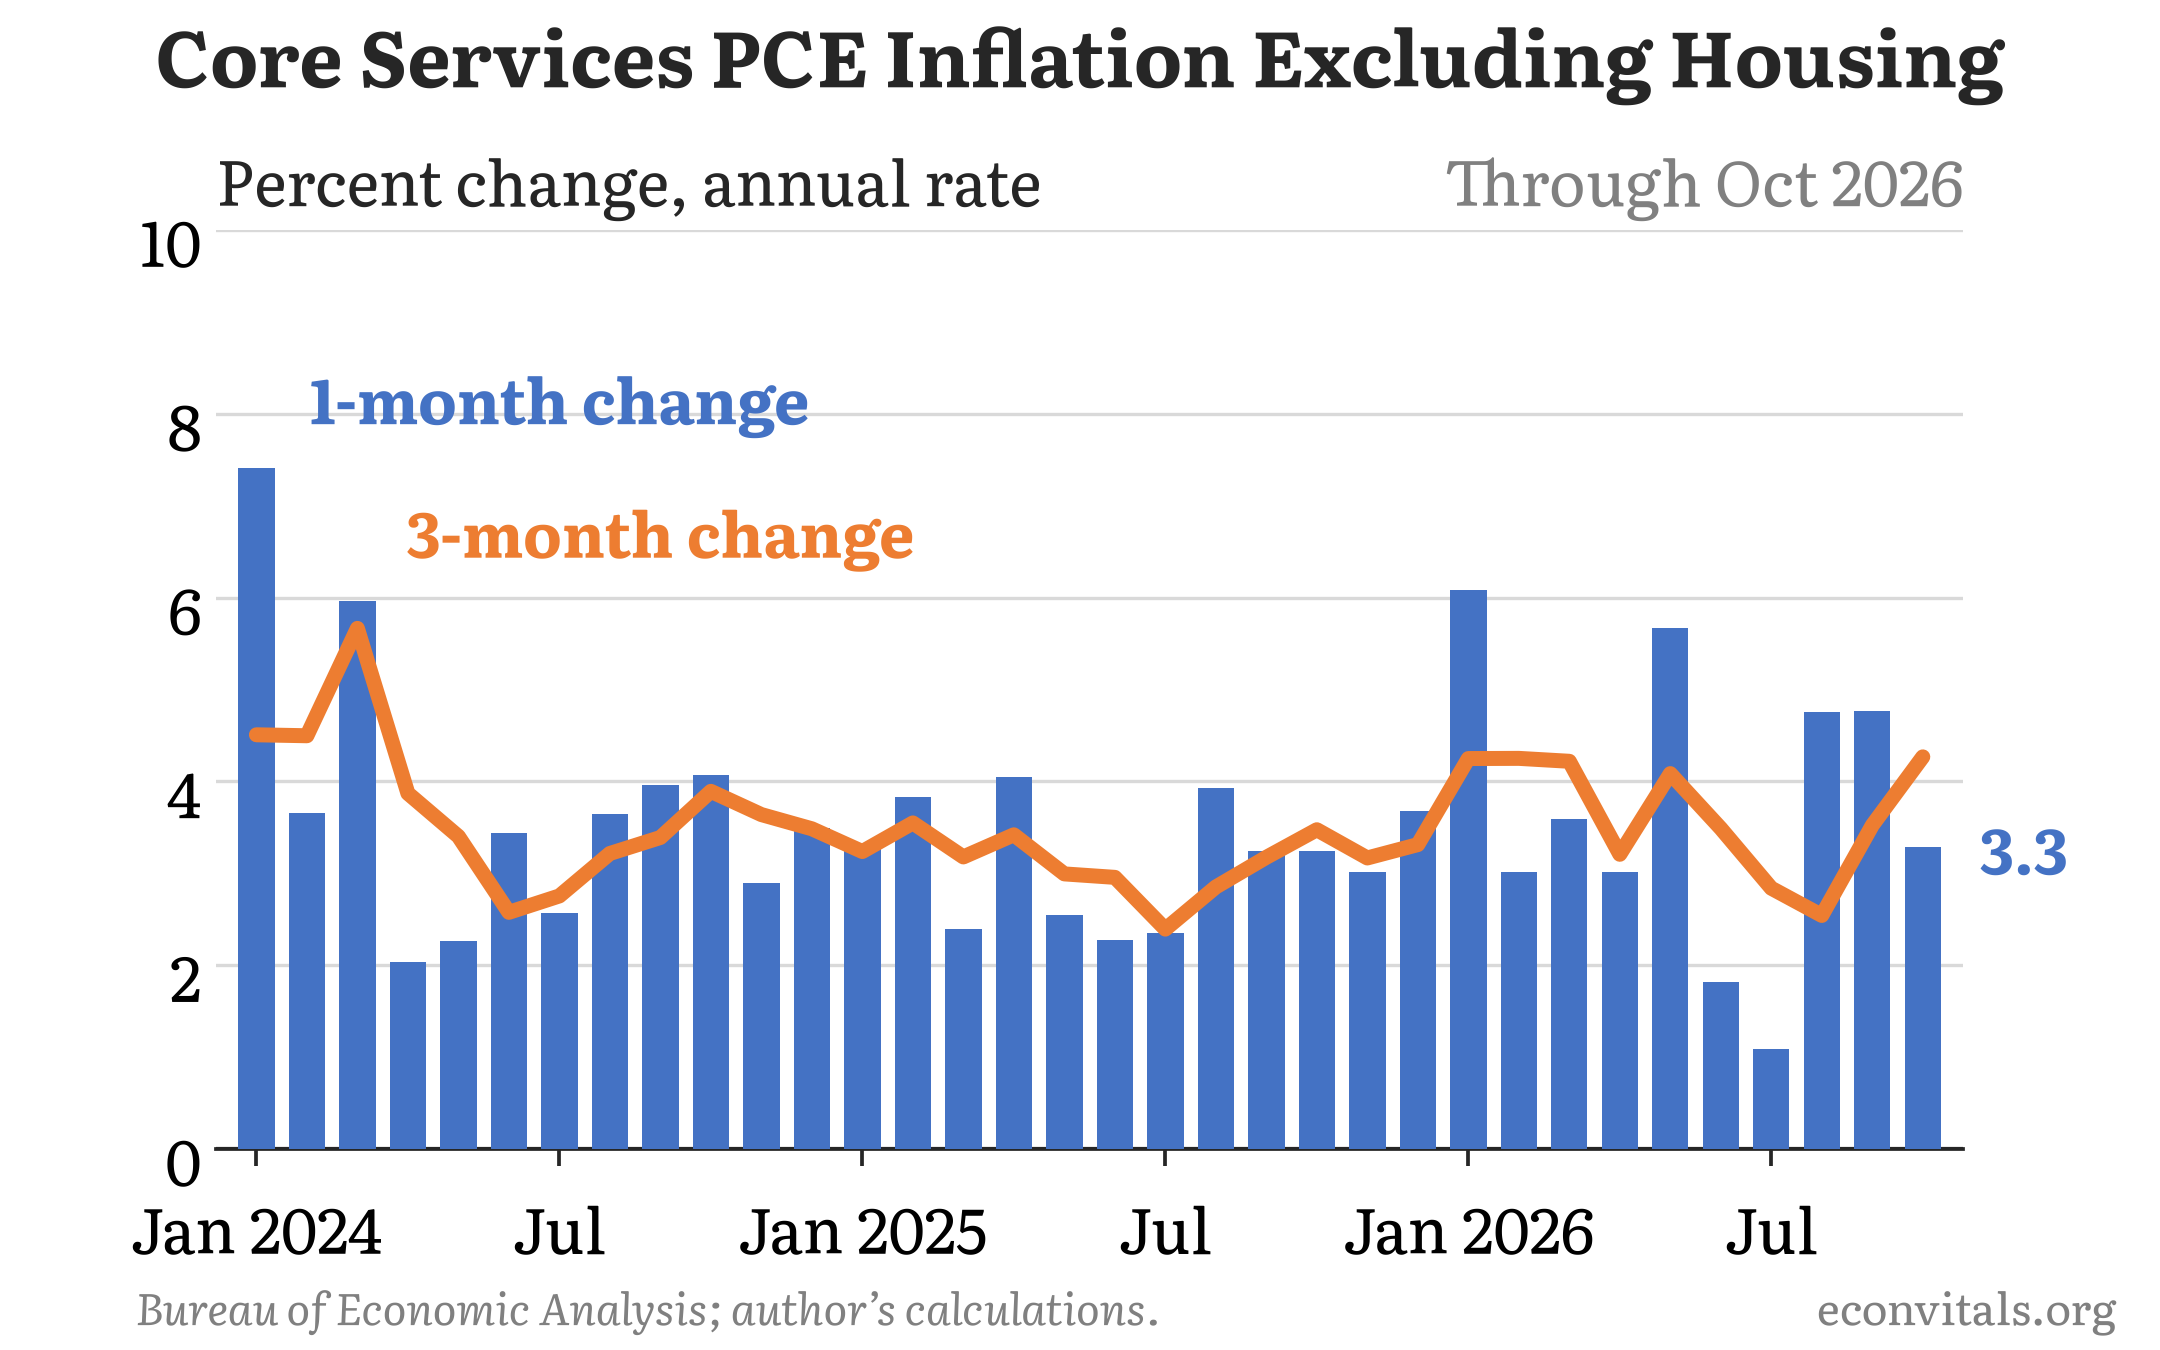 Core Services PCE Inflation Excluding Housing
Percent change, annual rate
Through Oct 2026
10
8
6
4
2
0
1-month change
3-month change
3.3
Jan 2024
Jul
Jan 2025
Jul
Jan 2026
Jul
Bureau of Economic Analysis; author’s calculations.
econvitals.org